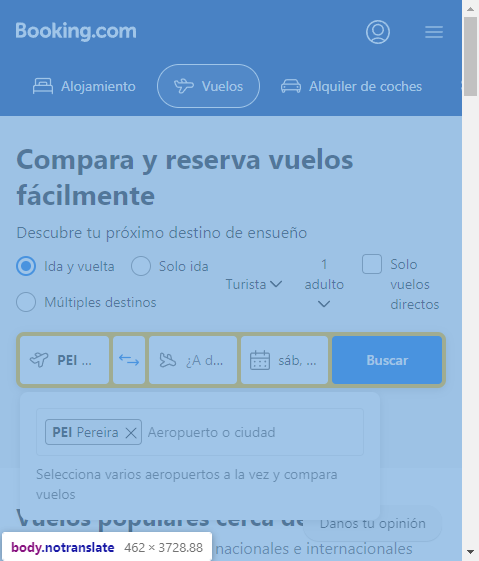 Booking.com
Alojamiento Vuelos Alquiler de coches
Compara y reserva vuelos
fácilmente
Descubre tu próximo destino de ensueño
Ida y vuelta Solo ida
Múltiples destinos
Turista
1
adulto
Solo
vuelos
directos
PEI ... ¿A d... sáb, ... Buscar
PEI Pereira Aeropuerto o ciudad
Selecciona varios aeropuertos a la vez y compara
vuelos
Vuelos populares cerca de
Danos tu opinión
nacionales e internacionales
body.notranslate 462 × 3728.88